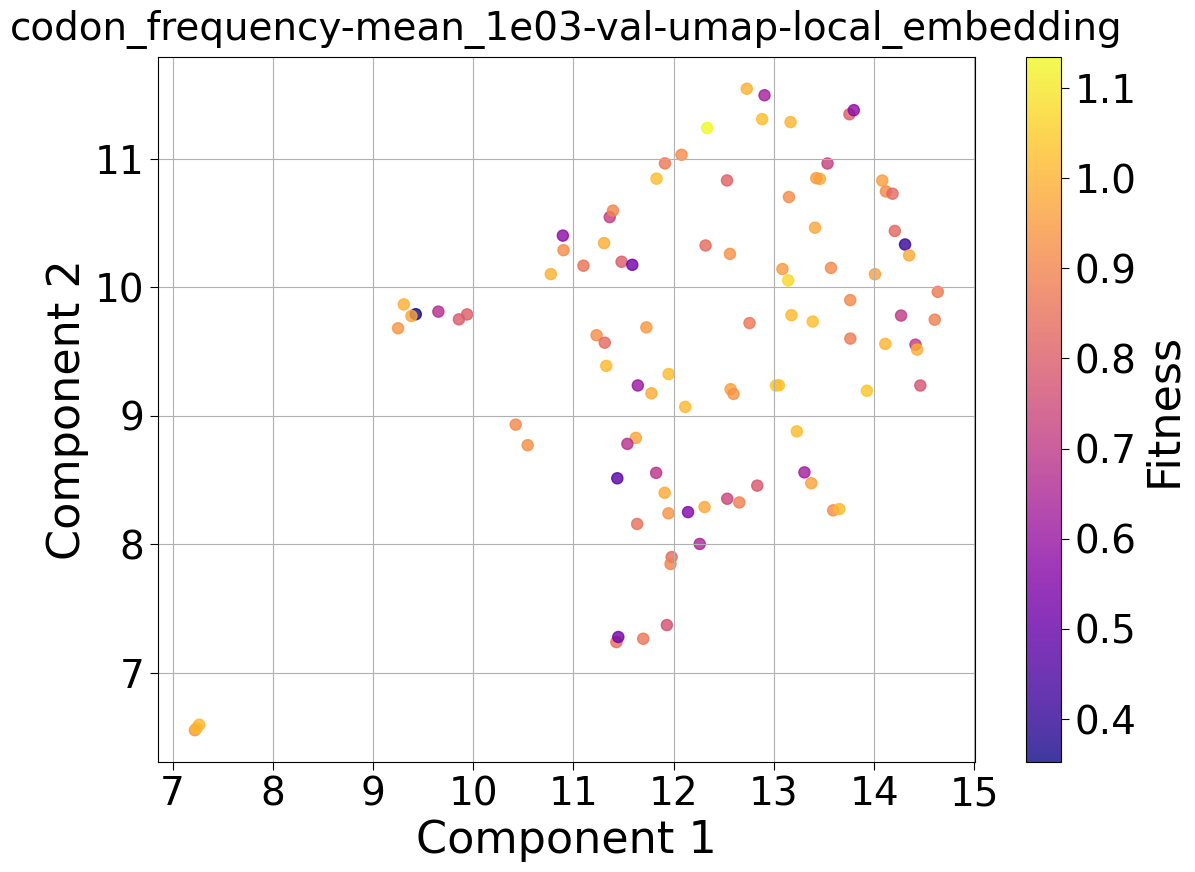 codon_frequency-mean_1e03-val-umap-local_embedding
11
10
9
8
7
Component 2
7 8 9 10 11 12 13 14 15
Component 1
1.1
1.0
0.9
0.8
0.7
0.6
0.5
0.4
Fitness